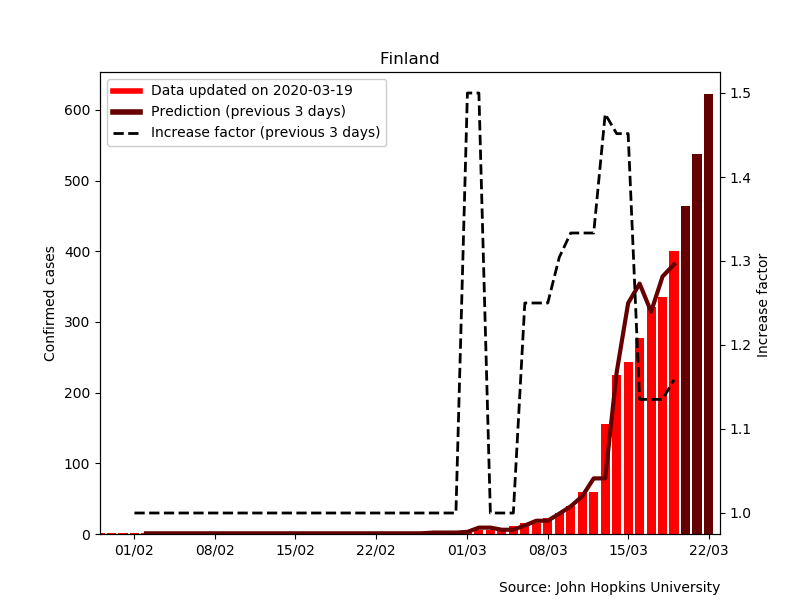 Finland
Data updated on 2020-03-19
Prediction (previous 3 days)
Increase factor (previous 3 days)
Confirmed cases
600
500
400
300
200
100
0
1.5
1.4
1.3
1.2
1.1
1.0
Increase factor
01/02 08/02 15/02 22/02 01/03 08/03 15/03 22/03
Source: John Hopkins University